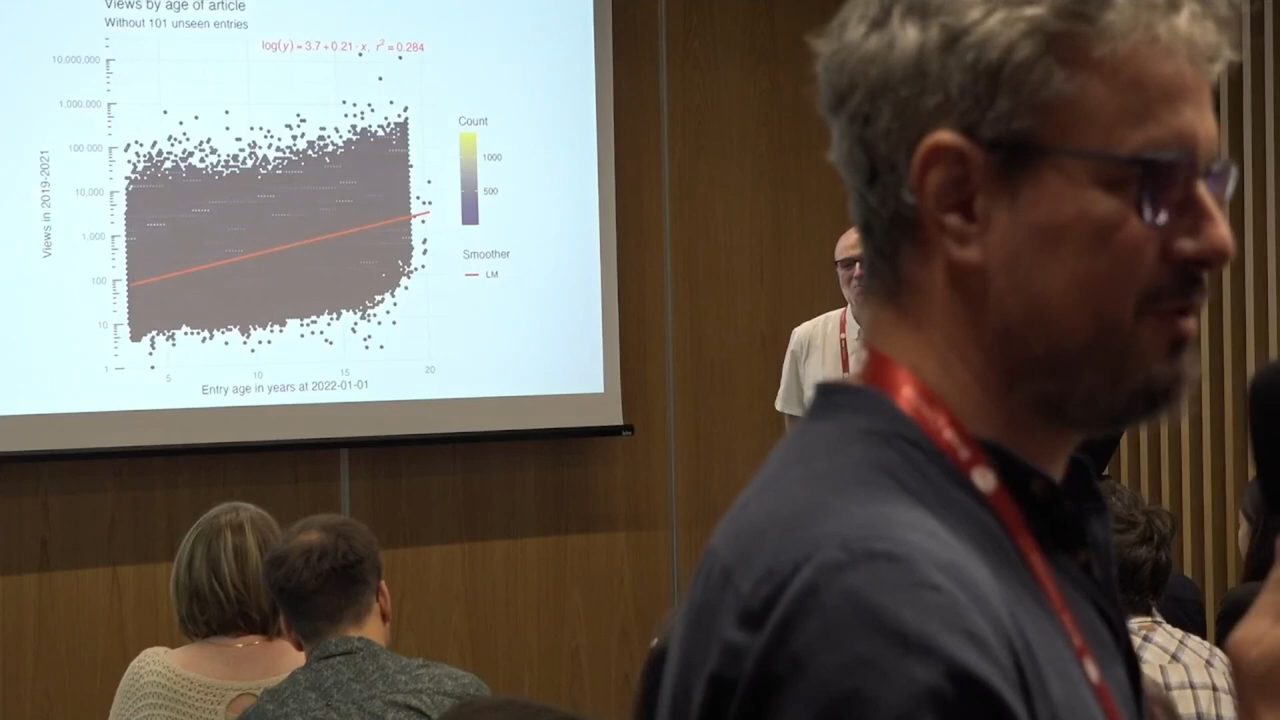 Views by age of article
Without 101 unseen entries
log(y) = 3.7 + 0.21 · x, r² = 0.284
10,000,000
1,000,000
100,000
10,000
1,000
100
10
1
Views in 2019-2021
5
10
15
20
Entry age in years at 2022-01-01
Count
1000
500
Smoother
LM